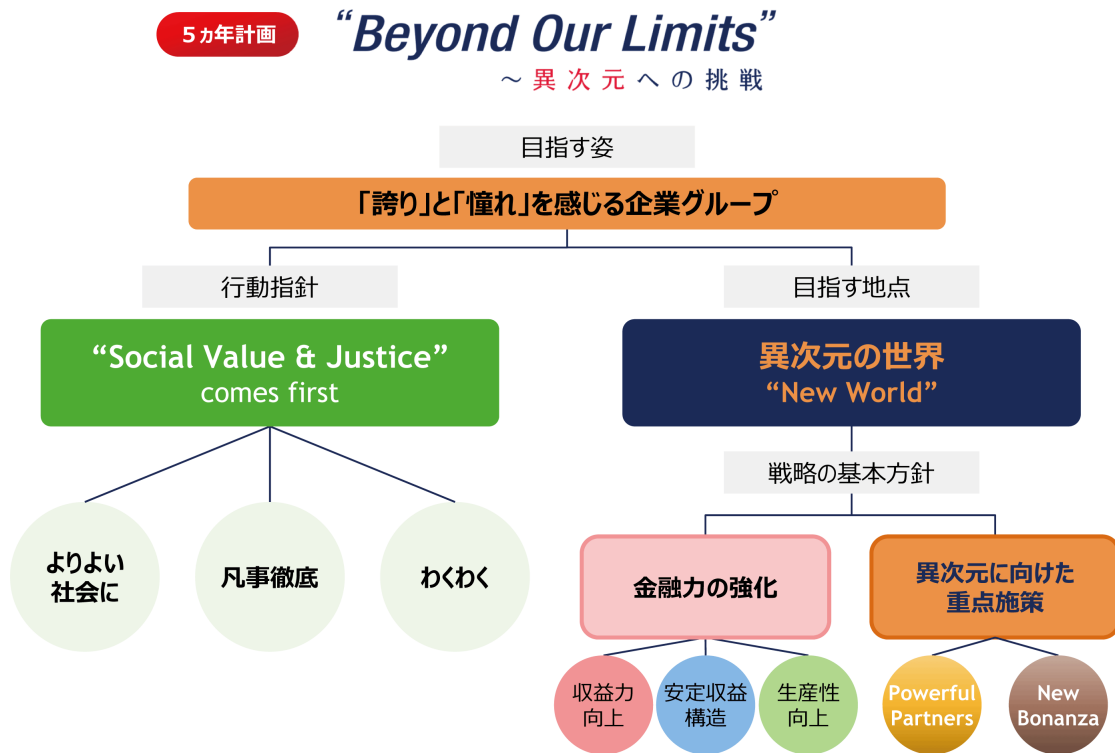 5ヵ年計画
“Beyond Our Limits”
～異次元への挑戦
目指す姿
「誇り」と「憧れ」を感じる企業グループ
行動指針
目指す地点
“Social Value & Justice”
comes first
異次元の世界
“New World”
戦略の基本方針
よりよい
社会に
凡事徹底
わくわく
金融力の強化
異次元に向けた
重点施策
収益力
向上
安定収益
構造
生産性
向上
Powerful
Partners
New
Bonanza